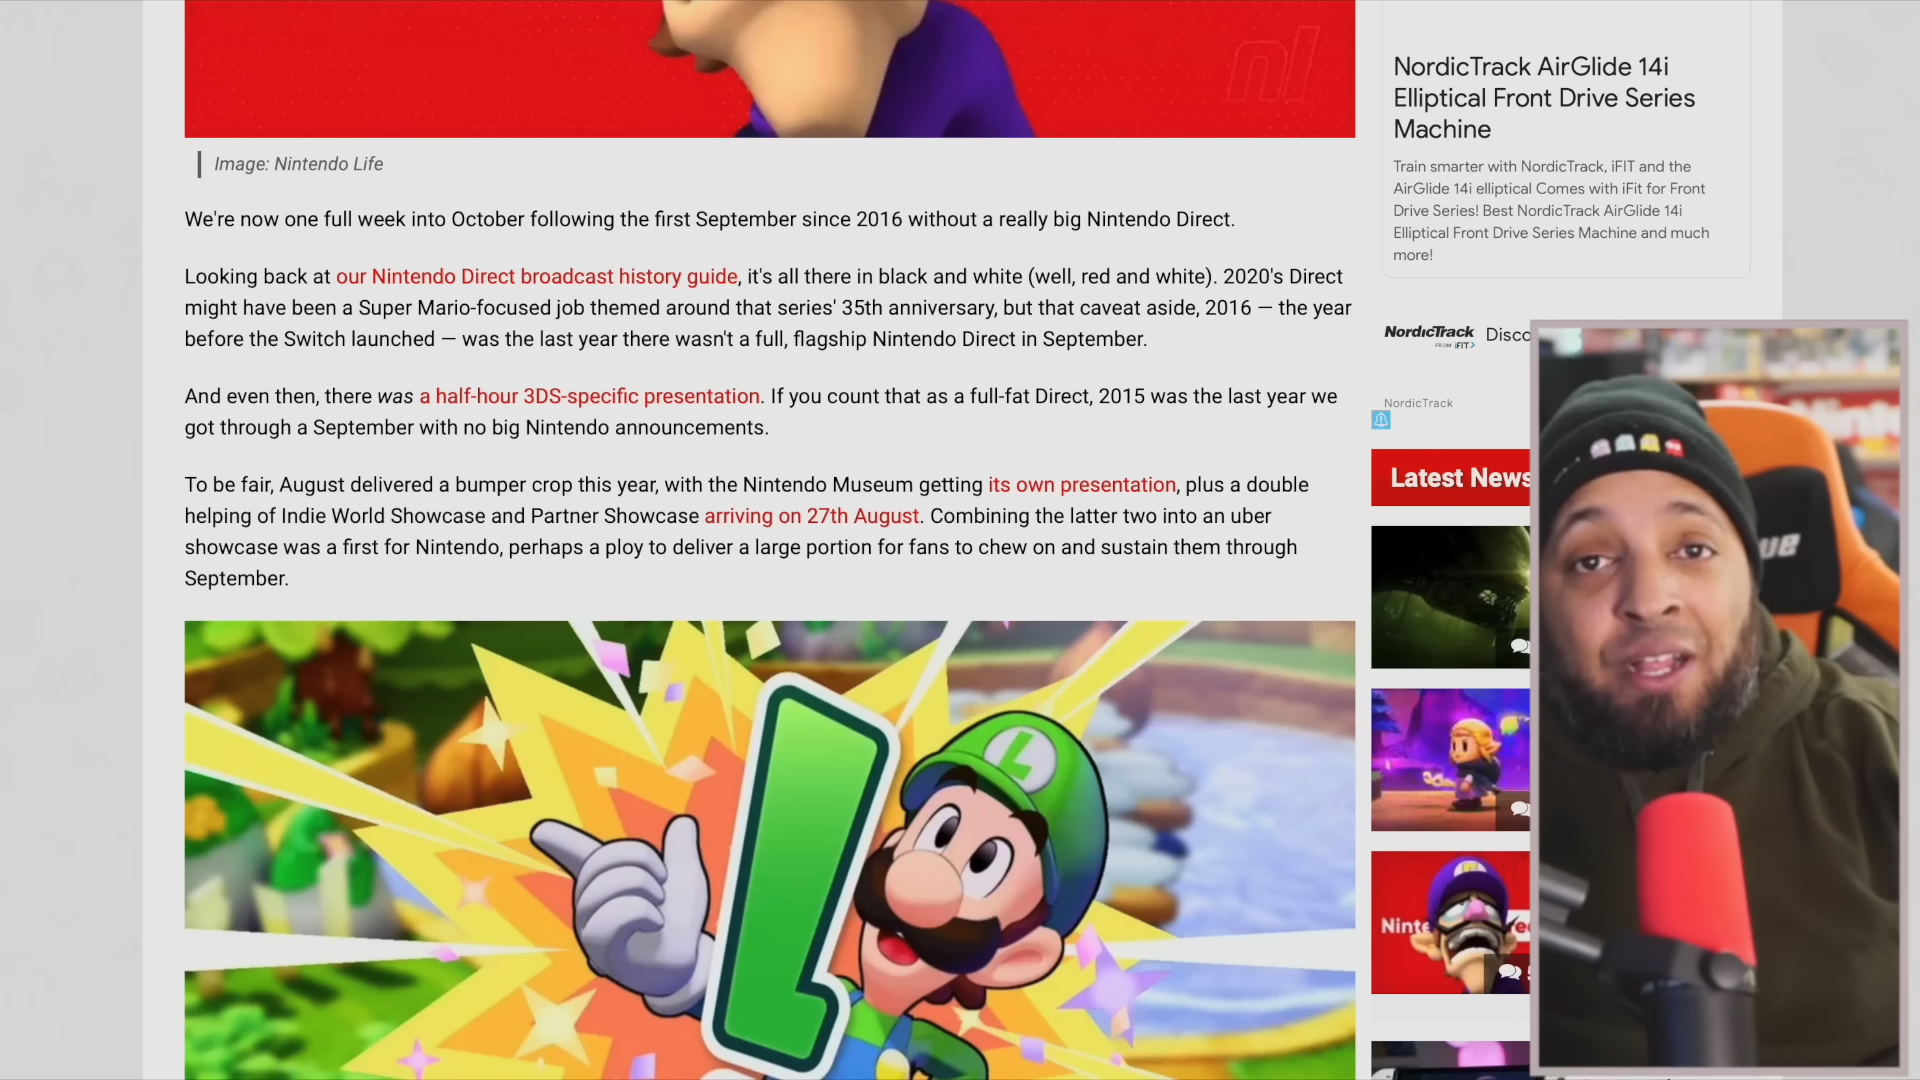 nl
Image: Nintendo Life
We're now one full week into October following the first September since 2016 without a really big Nintendo Direct.
Looking back at our Nintendo Direct broadcast history guide, it's all there in black and white (well, red and white). 2020's Direct
might have been a Super Mario-focused job themed around that series' 35th anniversary, but that caveat aside, 2016 — the year
before the Switch launched — was the last year there wasn't a full, flagship Nintendo Direct in September.
And even then, there was a half-hour 3DS-specific presentation. If you count that as a full-fat Direct, 2015 was the last year we
got through a September with no big Nintendo announcements.
To be fair, August delivered a bumper crop this year, with the Nintendo Museum getting its own presentation, plus a double
helping of Indie World Showcase and Partner Showcase arriving on 27th August. Combining the latter two into an uber
showcase was a first for Nintendo, perhaps a ploy to deliver a large portion for fans to chew on and sustain them through
September.
L
L
NordicTrack AirGlide 14i
Elliptical Front Drive Series
Machine
Train smarter with NordicTrack, iFIT and the
AirGlide 14i elliptical Comes with iFit for Front
Drive Series! Best NordicTrack AirGlide 14i
Elliptical Front Drive Series Machine and much
more!
NordicTrack Disco
FROM iFIT
NordicTrack
Latest News
Ninte